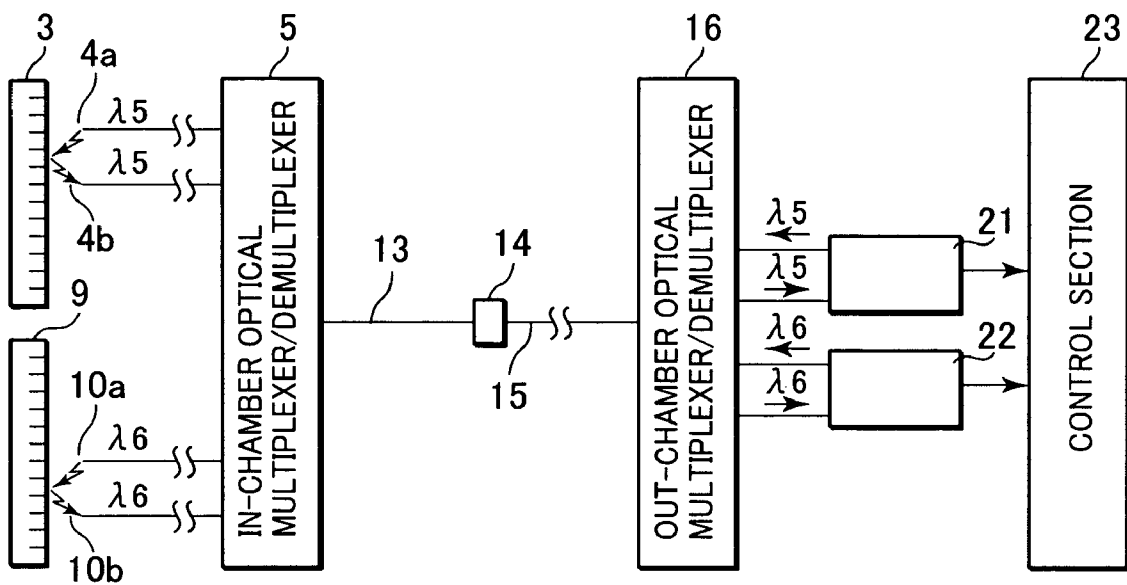 3
4a
5
16
23
λ5
λ5
4b
9
10a
λ6
λ6
10b
IN-CHAMBER OPTICAL
MULTIPLEXER/DEMULTIPLEXER
13
14
15
OUT-CHAMBER OPTICAL
MULTIPLEXER/DEMULTIPLEXER
λ5
λ5
21
λ6
λ6
22
CONTROL SECTION